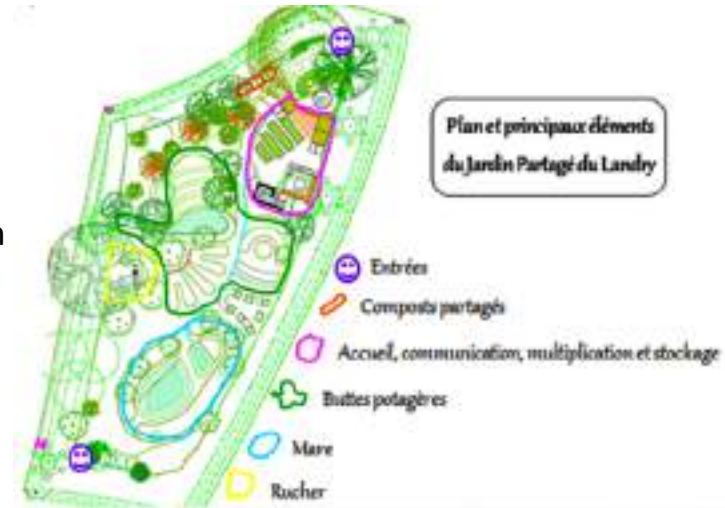 Plan et principaux éléments
du Jardin Partagé du Landry
Entrées
Composts partagés
Accueil, communication, multiplication et stockage
Buttes potagères
Mare
Rucher